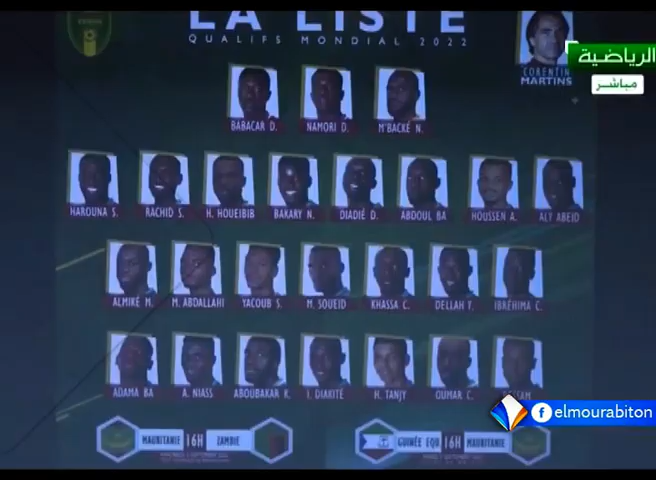 LA LISTE
QUALIFS MONDIAL 2022
CORENTIN
MARTINS
الرياضية
مباشر
BABACAR D.
NAMORI D.
M'BACKÉ N.
HAROUNA S.
RACHID S.
H. HOUEIBIB
BAKARY N.
DIADIÉ D.
ABDOUL BA
HOUSSEN A.
ALY ABEID
ALMIKÉ N.
M. ABDALLAHI
YACOUB S.
M. SOUEID
KHASSA C.
DELLAH Y.
IBRÉHIMA C.
ADAMA BA
A. NIASS
ABOUBAKAR K.
I. DIAKITÉ
H. TANJY
OUMAR C.
MAURITANIE 16H ZAMBIE
GUINÉE EQU 16H MAURITANIE
elmourabiton